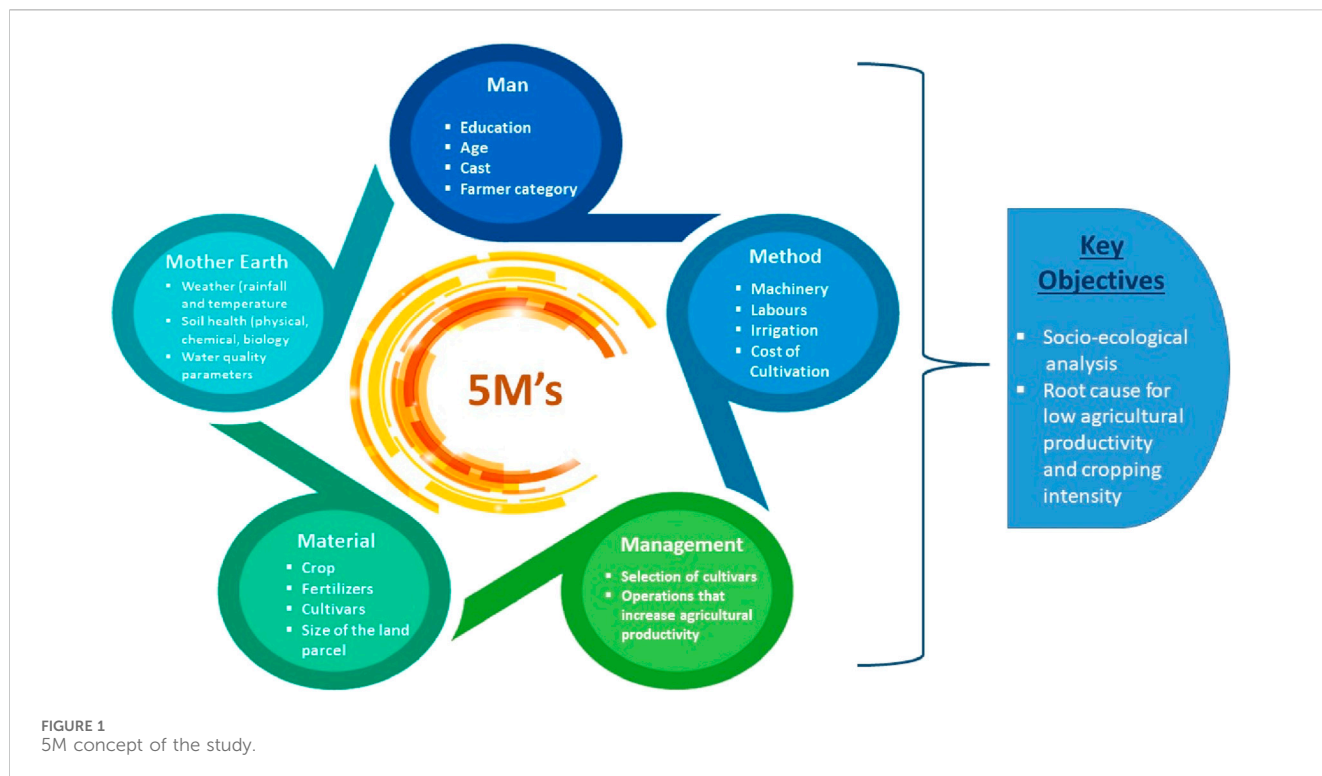 Man
▪ Education
▪ Age
▪ Cast
▪ Farmer category
Method
▪ Machinery
▪ Labours
▪ Irrigation
▪ Cost of
Cultivation
Management
▪ Selection of cultivars
▪ Operations that
increase agricultural
productivity
Material
▪ Crop
▪ Fertilizers
▪ Cultivars
▪ Size of the land
parcel
Mother Earth
▪ Weather (rainfall
and temperature
▪ Soil health (physical,
chemical, biology
▪ Water quality
parameters
5M's
Key
Objectives
▪ Socio-ecological
analysis
▪ Root cause for
low agricultural
productivity
and cropping
intensity
FIGURE 1
5M concept of the study.